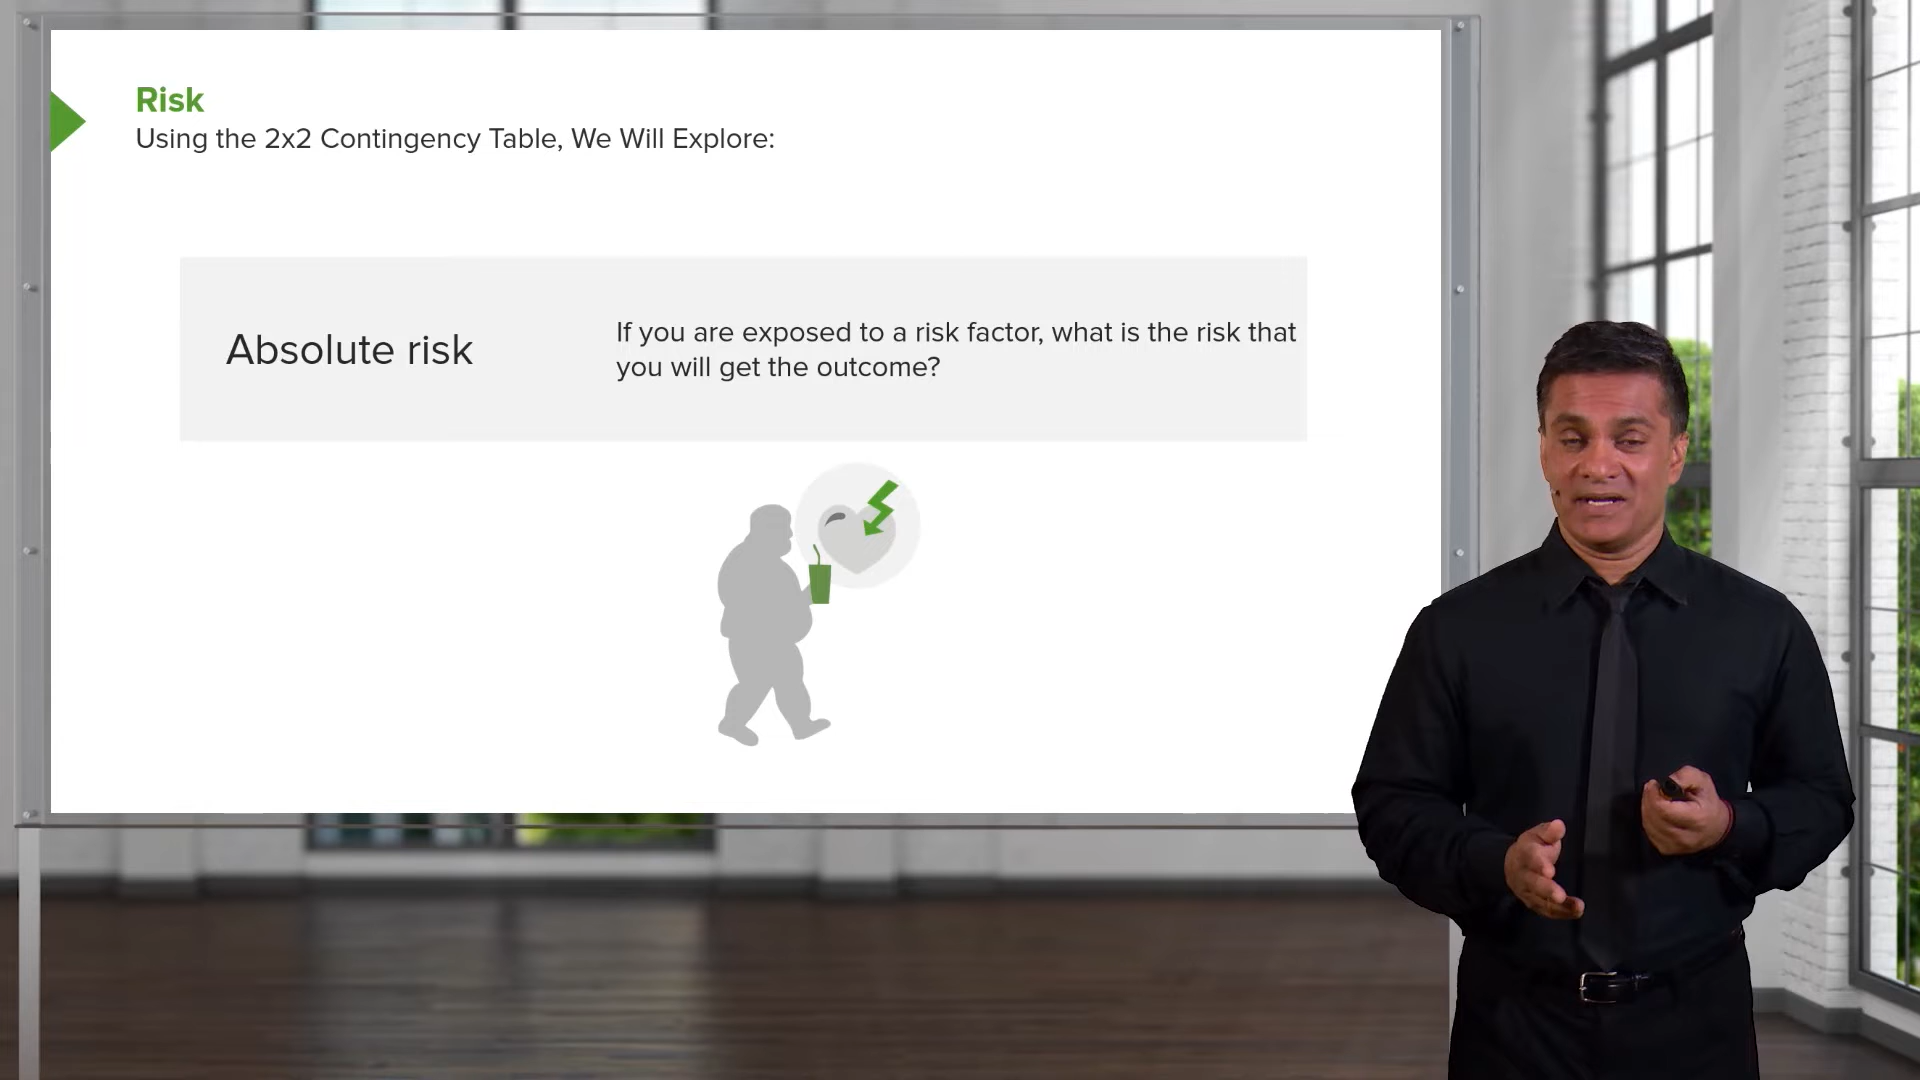 Risk
Using the 2x2 Contingency Table, We Will Explore:
Absolute risk
If you are exposed to a risk factor, what is the risk that
you will get the outcome?